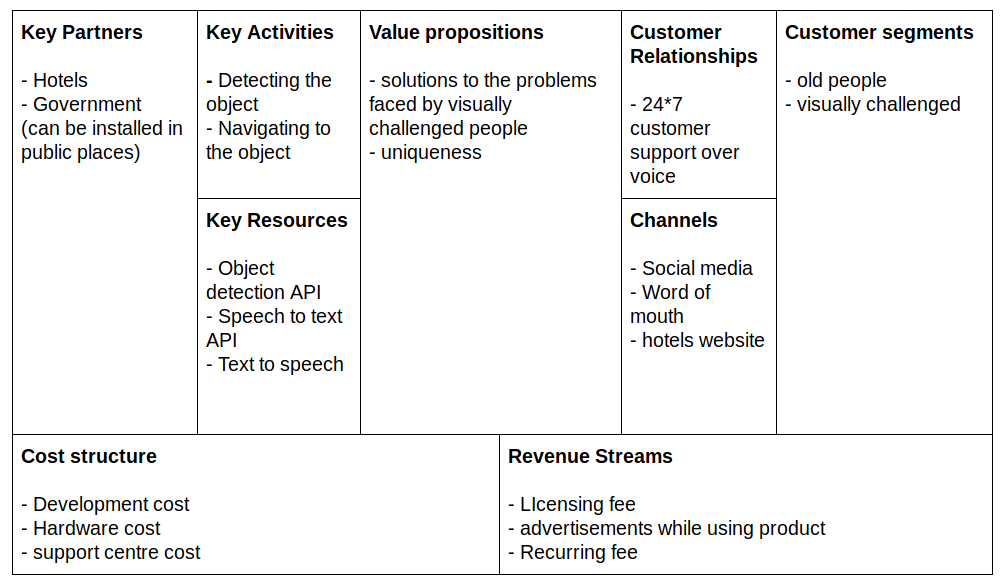 Key Partners
- Hotels
- Government
(can be installed in
public places)
Key Activities
- Detecting the
object
- Navigating to
the object
Key Resources
- Object
detection API
- Speech to text
API
- Text to speech
Value propositions
- solutions to the problems
faced by visually
challenged people
- uniqueness
Customer
Relationships
- 24*7
customer
support over
voice
Channels
- Social media
- Word of
mouth
- hotels website
Customer segments
- old people
- visually challenged
Cost structure
- Development cost
- Hardware cost
- support centre cost
Revenue Streams
- LIcensing fee
- advertisements while using product
- Recurring fee